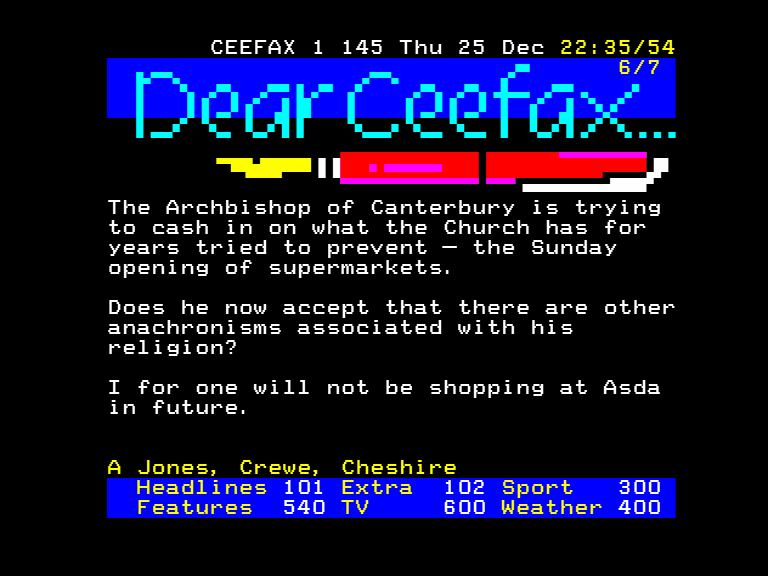 CEEFAX 1 145 Thu 25 Dec 22:35/54
6/7
Dear Ceefax...
The Archbishop of Canterbury is trying
to cash in on what the Church has for
years tried to prevent – the Sunday
opening of supermarkets.
Does he now accept that there are other
anachronisms associated with his
religion?
I for one will not be shopping at Asda
in future.
A Jones, Crewe, Cheshire
Headlines 101 Extra 102 Sport 300
Features 540 TV 600 Weather 400